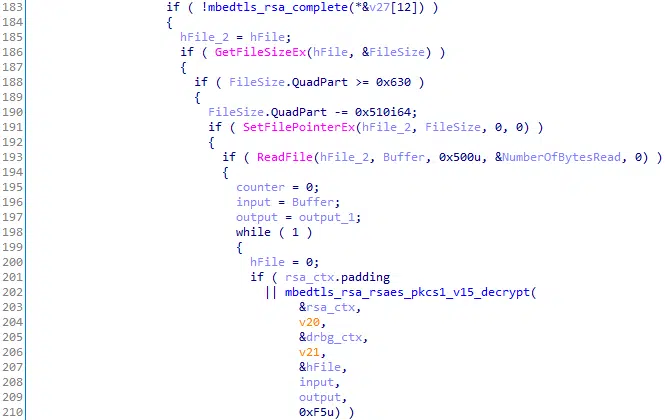 183 if ( !mbedtls_rsa_complete(*&v27[12]) )
184 {
185 hFile_2 = hFile;
186 if ( GetFileSizeEx(hFile, &FileSize) )
187 {
188 if ( FileSize.QuadPart >= 0x630 )
189 {
190 FileSize.QuadPart -= 0x510i64;
191 if ( SetFilePointerEx(hFile_2, FileSize, 0, 0) )
192 {
193 if ( ReadFile(hFile_2, Buffer, 0x500u, &NumberOfBytesRead, 0) )
194 {
195 counter = 0;
196 input = Buffer;
197 output = output_1;
198 while ( 1 )
199 {
200 hFile = 0;
201 if ( rsa_ctx.padding
202 || mbedtls_rsa_rsaes_pkcs1_v15_decrypt(
203 &rsa_ctx,
204 v20,
205 &drbg_ctx,
206 v21,
207 &hFile,
208 input,
209 output,
210 0xF5u) )